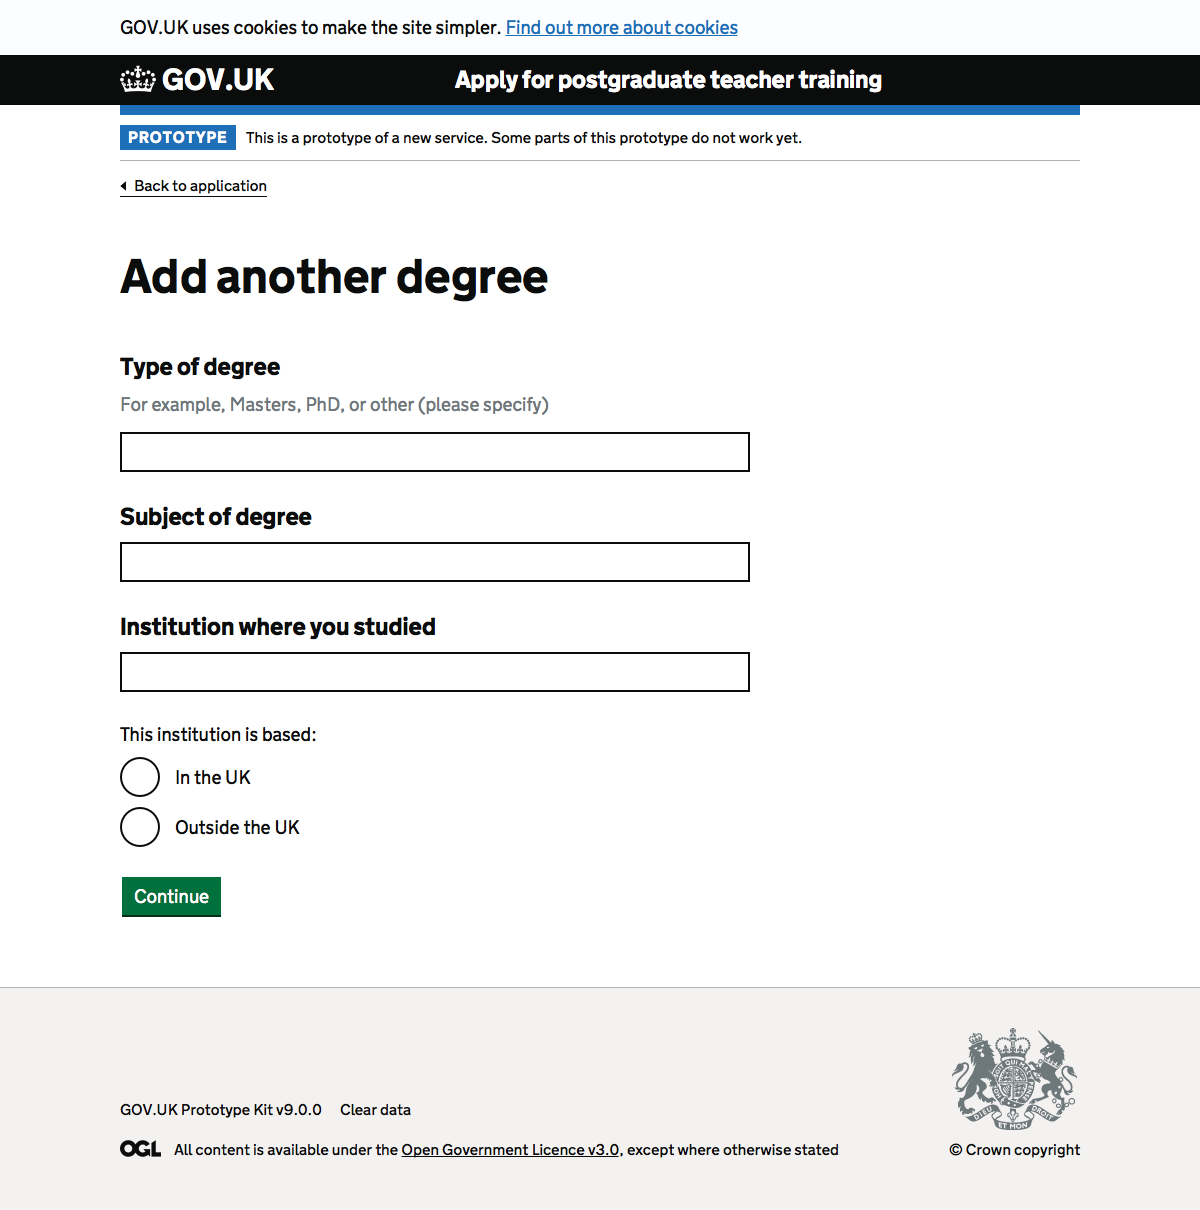 GOV.UK uses cookies to make the site simpler. Find out more about cookies
GOV.UK
Apply for postgraduate teacher training
PROTOTYPE This is a prototype of a new service. Some parts of this prototype do not work yet.
Back to application
Add another degree
Type of degree
For example, Masters, PhD, or other (please specify)
Subject of degree
Institution where you studied
This institution is based:
In the UK
Outside the UK
Continue
DIEU ET MON DROIT
GOV.UK Prototype Kit v9.0.0 Clear data
OGL All content is available under the Open Government Licence v3.0, except where otherwise stated
© Crown copyright